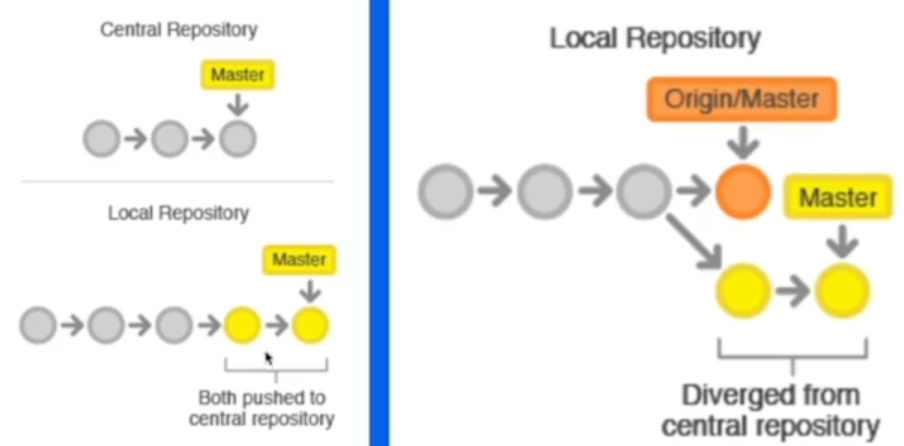 Central Repository
Master
Local Repository
Master
Both pushed to
central repository
Local Repository
Origin/Master
Master
Diverged from
central repository